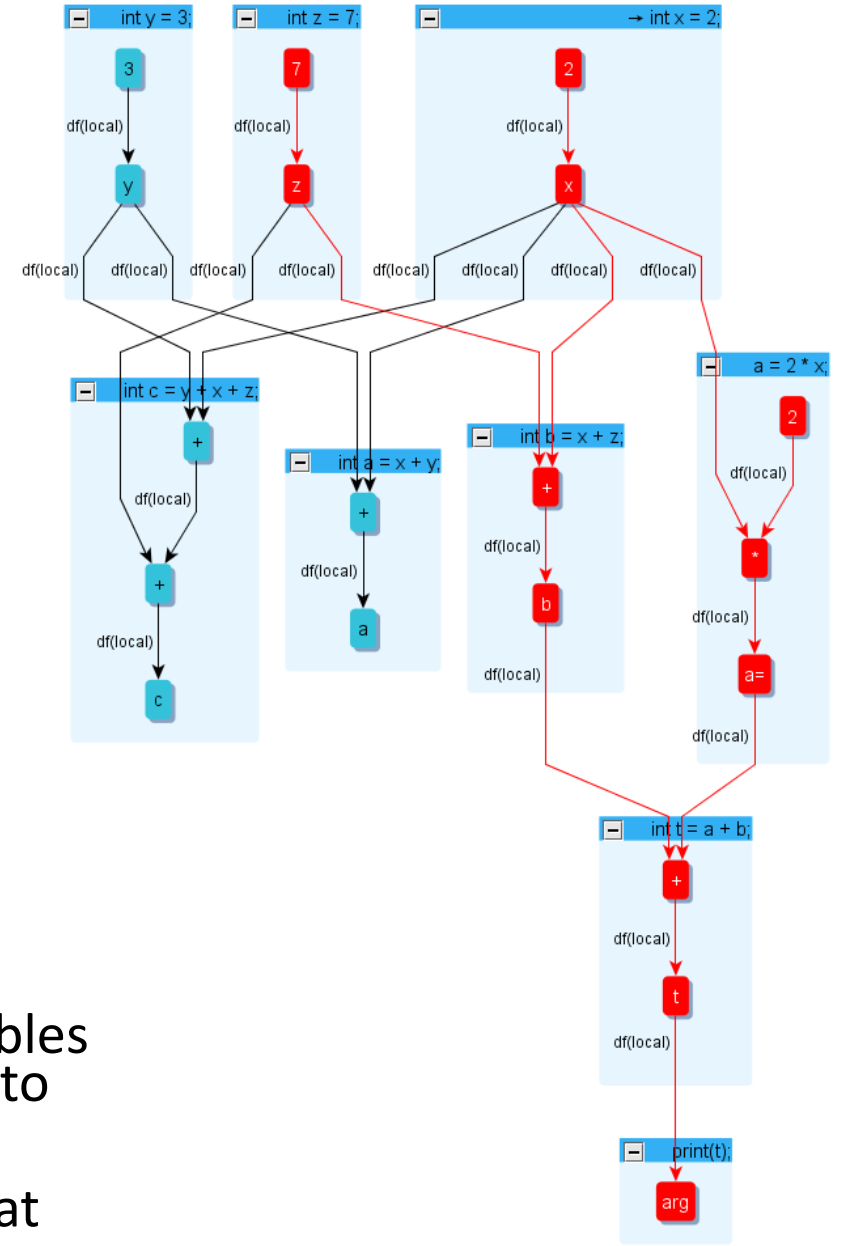 int y = 3;
int z = 7;
→ int x = 2;
3
7
2
df(local)
df(local)
df(local)
y
z
x
df(local)
df(local)
df(local)
df(local)
df(local)
df(local)
df(local)
df(local)
a = 2 * x;
int c = y + x + z;
2
int b = x + z;
+
int a = x + y;
df(local)
+
df(local)
+
df(local)
*
df(local)
+
df(local)
b
df(local)
a
df(local)
a=
df(local)
c
df(local)
int t = a + b;
+
df(local)
t
bles
df(local)
to
print(t);
arg
at